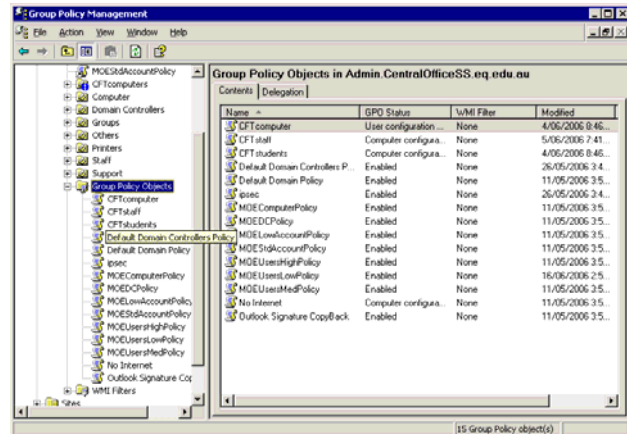 Group Policy Management
File Action View Window Help
MOEStdAccountPolicy
CFTcomputers
Computer
Domain Controllers
Groups
Others
Printers
Staff
Support
Group Policy Objects
CFTcomputer
CFTstaff
CFTstudents
Default Domain Controllers Policy
Default Domain Policy
ipsec
MOEComputerPolicy
MOEDCPolicy
MOELowAccountPolicy
MOEStdAccountPolicy
MOEUsersHighPolicy
MOEUsersLowPolicy
MOEUsersMedPolicy
No Internet
Outlook Signature Cop
WMI Filters
Sites
Group Policy Objects in Admin.CentralOfficeSS.eq.edu.au
Contents Delegation
Name GPO Status WMI Filter Modified
CFTcomputer User configuration ... None 4/06/2006 8:46...
CFTstaff Computer configura... None 5/06/2006 7:41...
CFTstudents Computer configura... None 4/06/2006 8:46...
Default Domain Controllers P... Enabled None 26/05/2006 3:4...
Default Domain Policy Enabled None 11/05/2006 3:5...
ipsec Enabled None 26/05/2006 3:4...
MOEComputerPolicy Enabled None 11/05/2006 3:5...
MOEDCPolicy Enabled None 11/05/2006 3:5...
MOELowAccountPolicy Enabled None 11/05/2006 3:5...
MOEStdAccountPolicy Enabled None 11/05/2006 3:5...
MOEUsersHighPolicy Enabled None 11/05/2006 3:5...
MOEUsersLowPolicy Enabled None 16/06/2006 2:5...
MOEUsersMedPolicy Enabled None 11/05/2006 3:5...
No Internet Computer configura... None 11/05/2006 3:5...
Outlook Signature CopyBack Enabled None 11/05/2006 3:5...
15 Group Policy object(s)